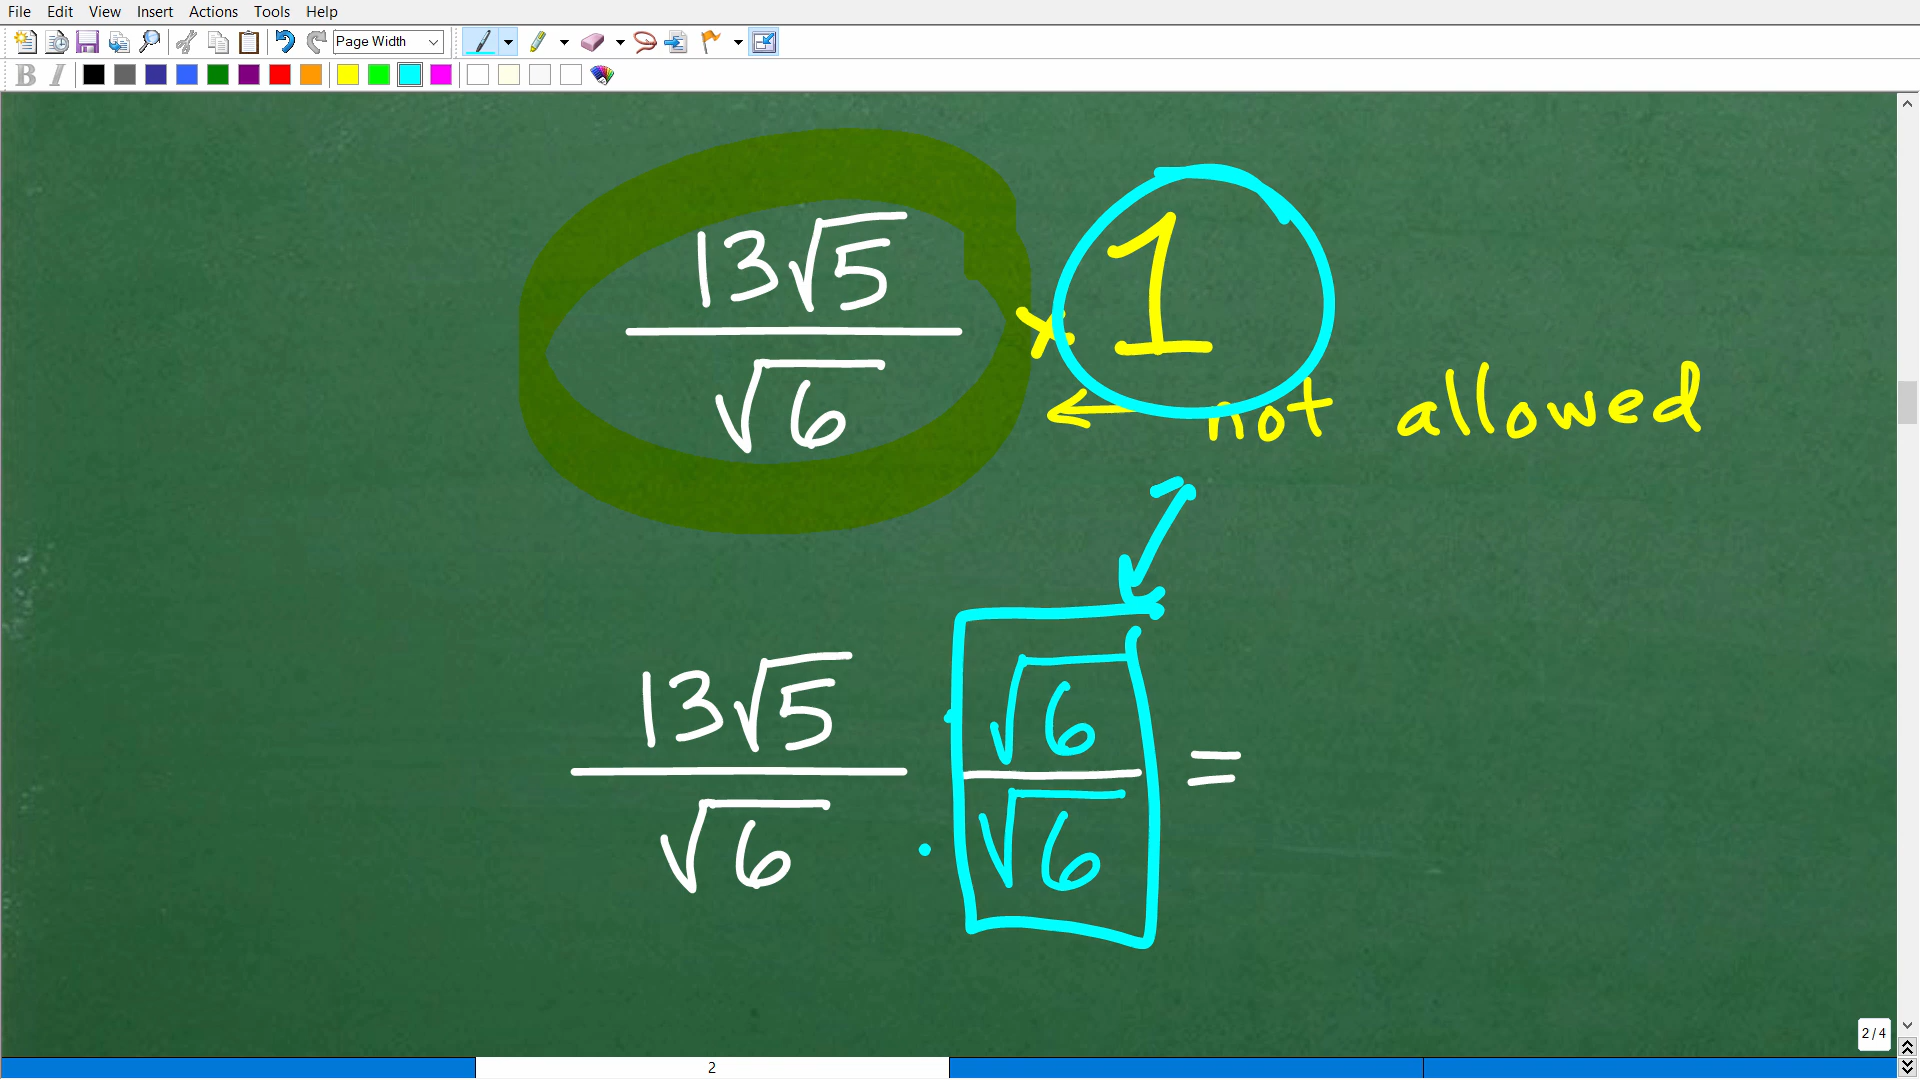 File Edit View Insert Actions Tools Help
Page Width
B I
13√5 / √6 × 1
← not allowed
13√5 / √6 · √6 / √6 =
2 / 4
2